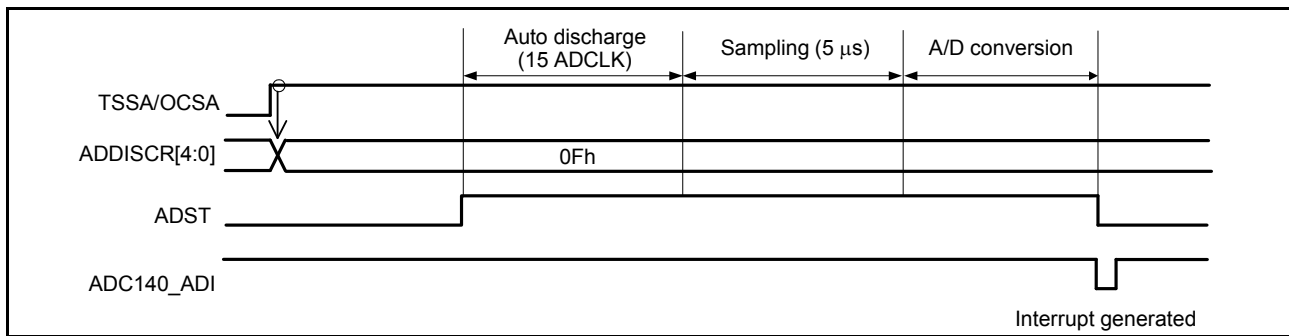 Auto discharge
(15 ADCLK)
Sampling (5 μs)
A/D conversion
TSSA/OCSA
ADDISCR[4:0]
0Fh
ADST
ADC140_ADI
Interrupt generated